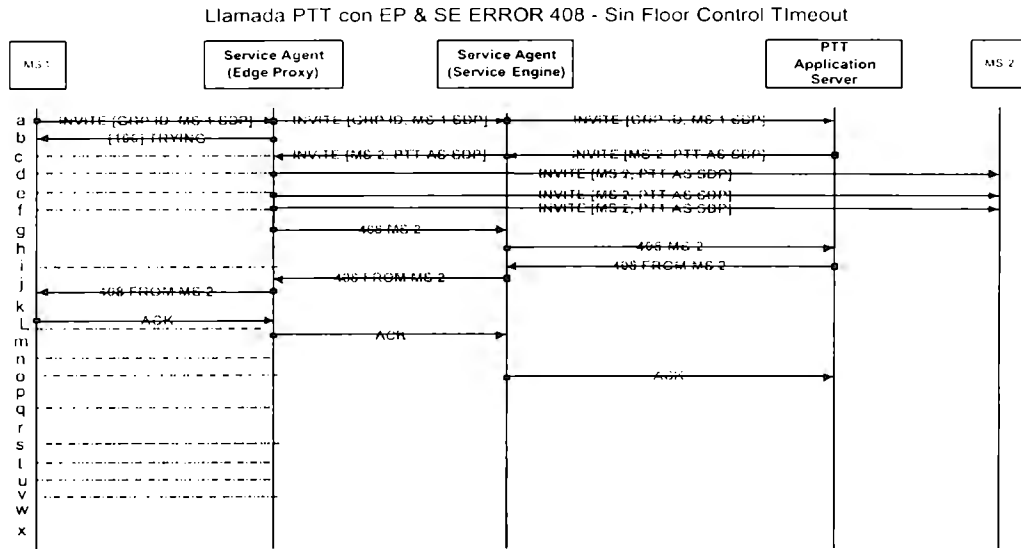 Llamada PTT con EP & SE ERROR 408 - Sin Floor Control TImeout
MS 1
Service Agent
(Edge Proxy)
Service Agent
(Service Engine)
PTT
Application
Server
MS 2
a INVITE [GRP ID, MS 1 SDP] INVITE [GRP ID, MS 1 SDP] INVITE [GRP ID, MS 1 SDP]
b [100] TRYING
c INVITE [MS 2, PTT AS SDP] INVITE [MS 2, PTT AS SDP]
d INVITE [MS 2, PTT AS SDP]
e INVITE [MS 2, PTT AS SDP]
f INVITE [MS 2, PTT AS SDP]
g 408 MS 2
h 408 MS 2
i 408 FROM MS 2
j 408 FROM MS 2
408 FROM MS 2
k
L ACK
m ACK
n
o ACK
p
q
r
s
t
u
v
w
x